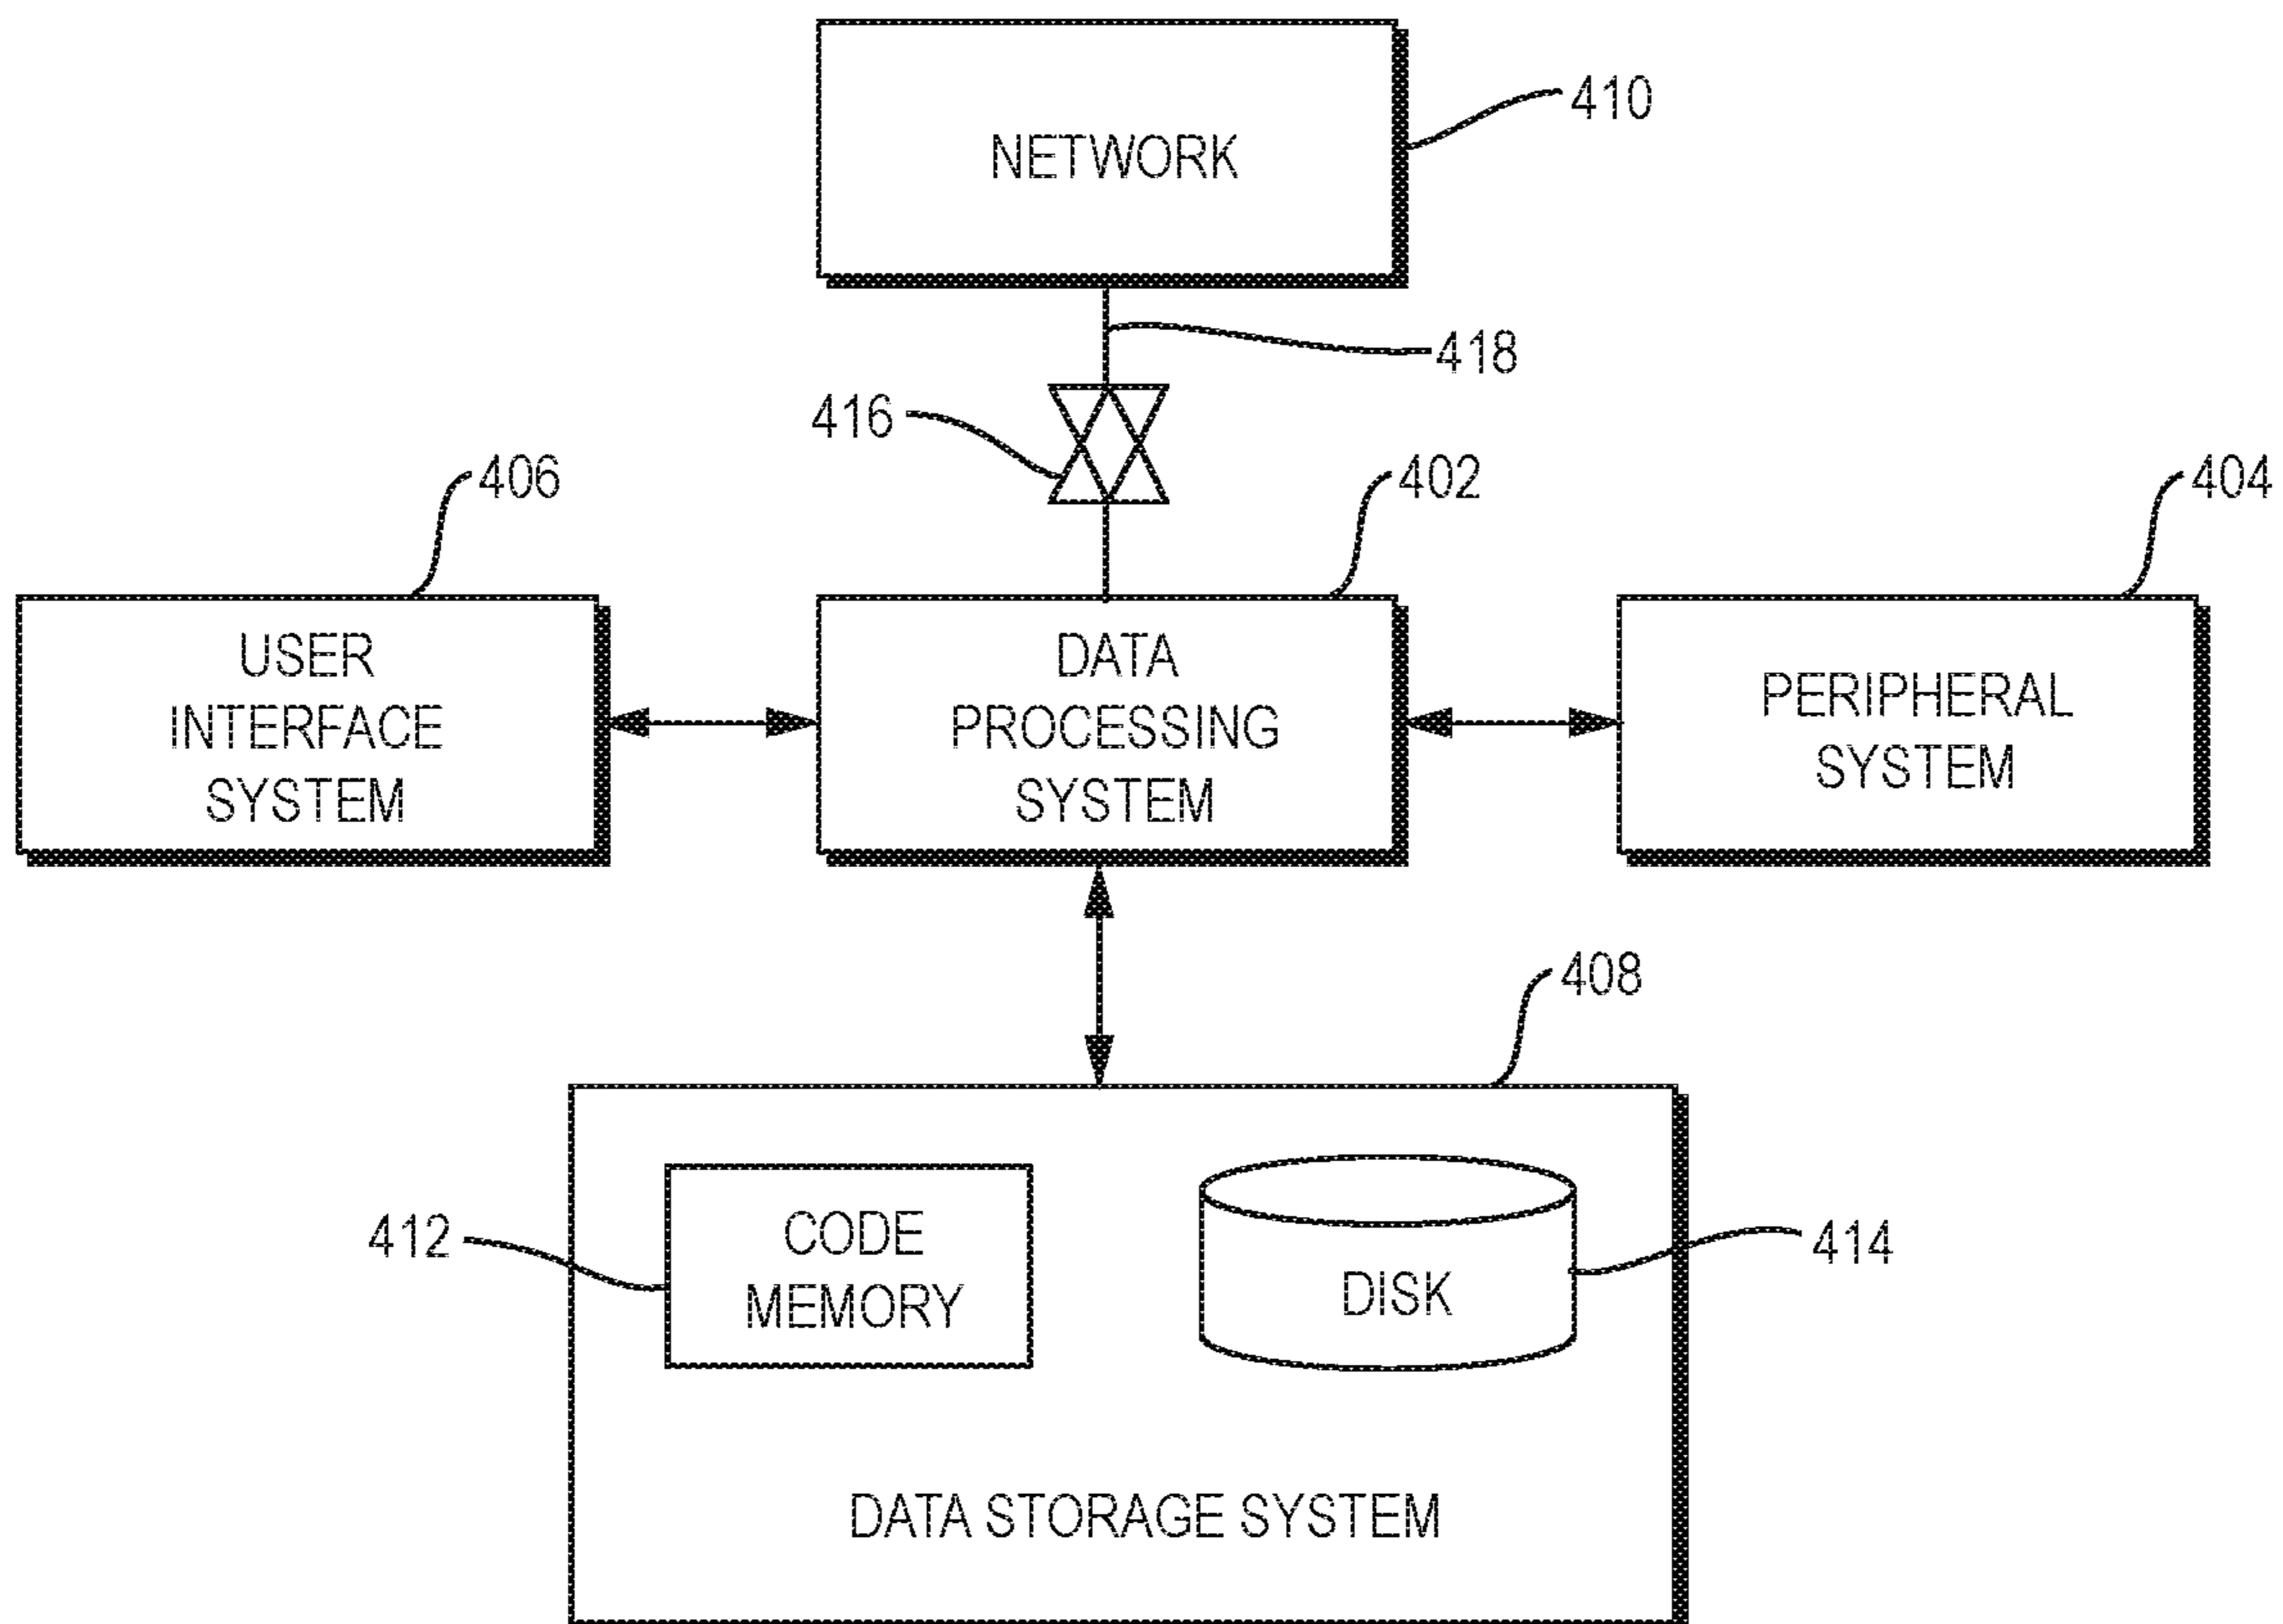 NETWORK
410
418
416
406
402
404
USER
INTERFACE
SYSTEM
DATA
PROCESSING
SYSTEM
PERIPHERAL
SYSTEM
408
412
CODE
MEMORY
DISK
414
DATA STORAGE SYSTEM